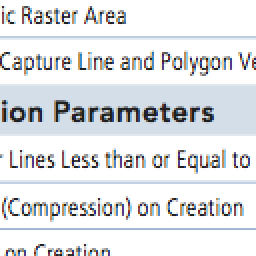 ic Raster Area
Capture Line and Polygon Ve
ion Parameters
Lines Less than or Equal to
(Compression) on Creation
on Creation